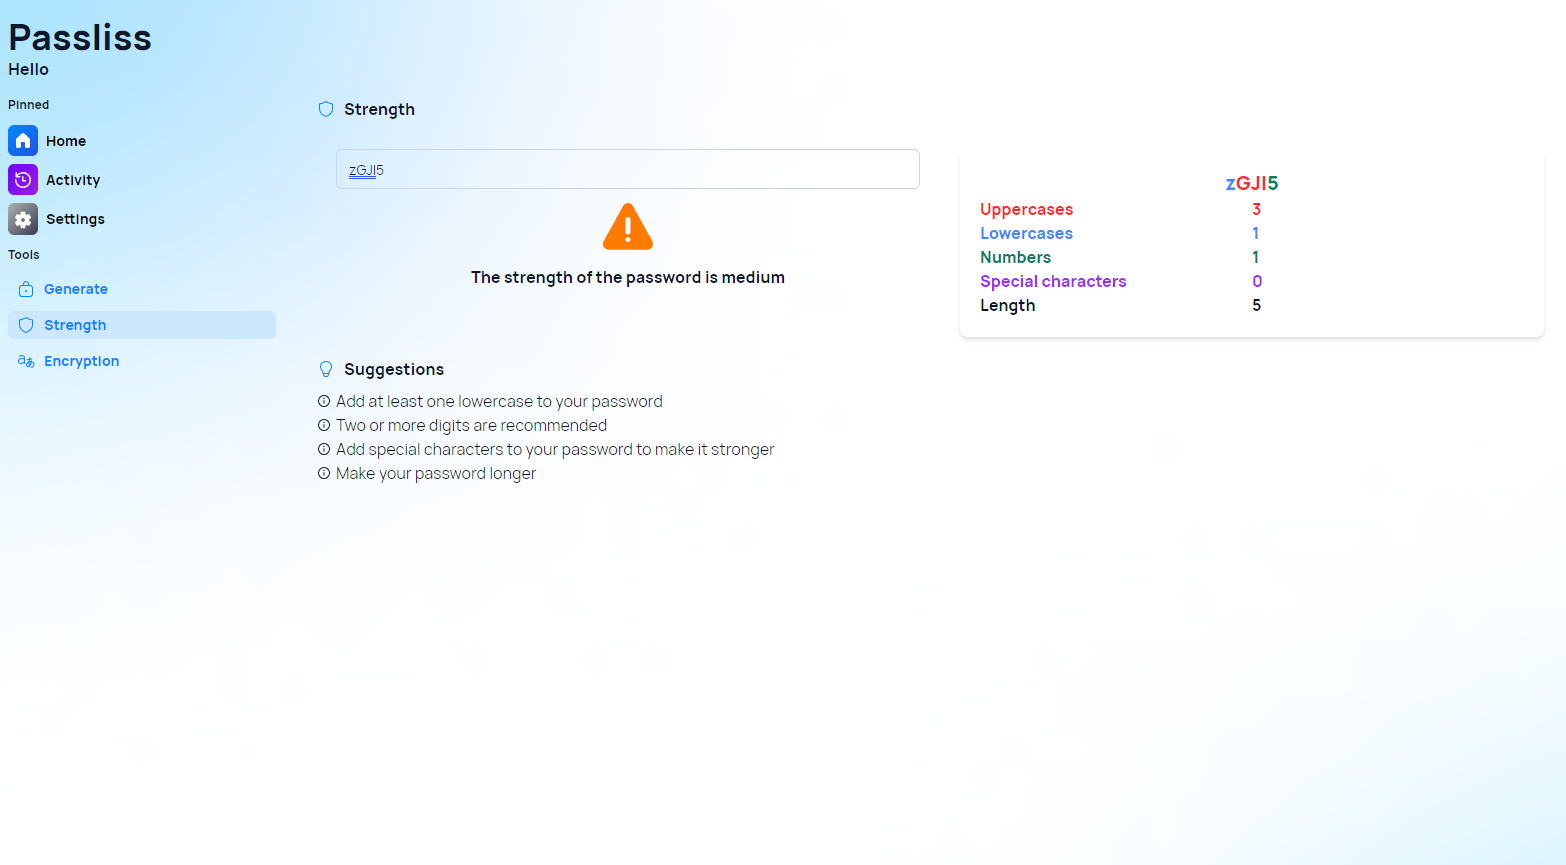 Passliss
Hello
Pinned
Home
Activity
Settings
Tools
Generate
Strength
Encryption
Strength
zGJI5
The strength of the password is medium
zGJI5
Uppercases 3
Lowercases 1
Numbers 1
Special characters 0
Length 5
Suggestions
Add at least one lowercase to your password
Two or more digits are recommended
Add special characters to your password to make it stronger
Make your password longer